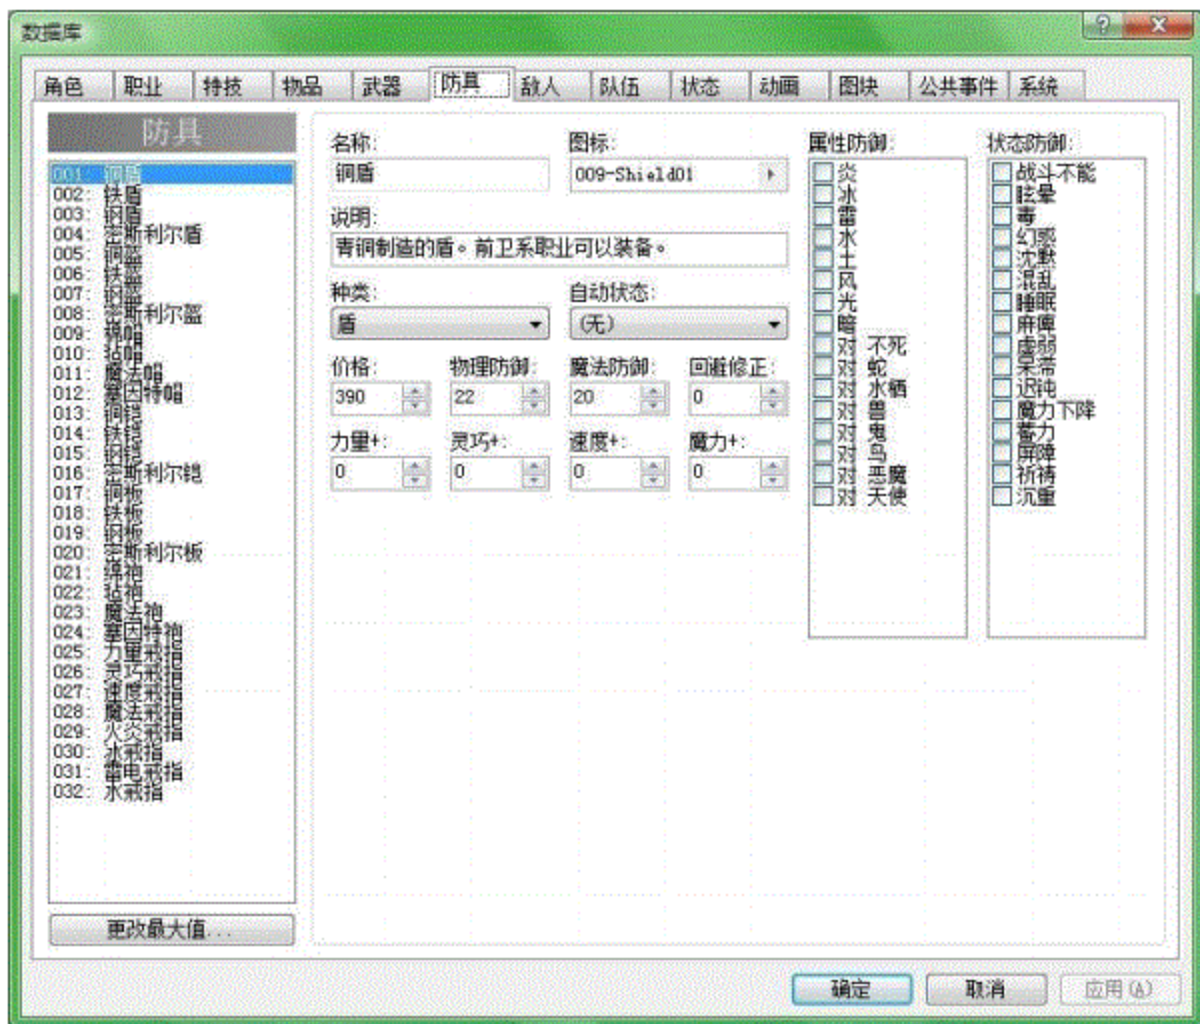 数据库
角色 职业 特技 物品 武器 防具 敌人 队伍 状态 动画 图块 公共事件 系统
防具
001: 铜盾
002: 铁盾
003: 钢盾
004: 密斯利尔盾
005: 铜盔
006: 铁盔
007: 钢盔
008: 密斯利尔盔
009: 棉帽
010: 毡帽
011: 魔法帽
012: 塞因特帽
013: 铜铠
014: 铁铠
015: 钢铠
016: 密斯利尔铠
017: 铜板
018: 铁板
019: 钢板
020: 密斯利尔板
021: 绵袍
022: 毡袍
023: 魔法袍
024: 塞因特袍
025: 力量戒指
026: 灵巧戒指
027: 速度戒指
028: 魔法戒指
029: 火炎戒指
030: 冰戒指
031: 雷电戒指
032: 水戒指
更改最大值...
名称: 图标:
铜盾 009-Shield01
说明:
青铜制造的盾。前卫系职业可以装备。
种类: 自动状态:
盾 (无)
价格: 物理防御: 魔法防御: 回避修正:
390 22 20 0
力量+: 灵巧+: 速度+: 魔力+:
0 0 0 0
属性防御:
炎
冰
雷
水
土
风
光
暗
对 不死
对 蛇
对 水栖
对 兽
对 鬼
对 鸟
对 恶魔
对 天使
状态防御:
战斗不能
眩晕
毒
幻惑
沈默
混乱
睡眠
麻痹
虚弱
呆带
迟钝
魔力下降
蓄力
屏障
祈祷
沉重
确定 取消 应用(A)